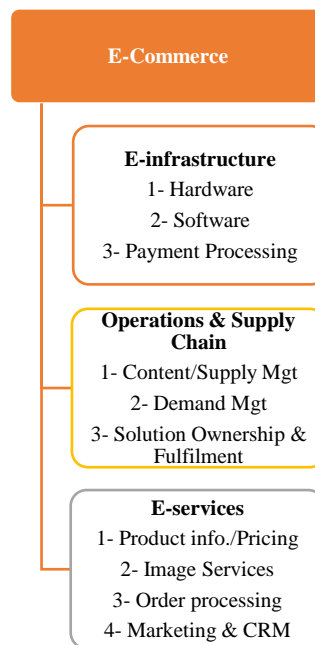 E-Commerce
E-infrastructure
1- Hardware
2- Software
3- Payment Processing
Operations & Supply
Chain
1- Content/Supply Mgt
2- Demand Mgt
3- Solution Ownership &
Fulfilment
E-services
1- Product info./Pricing
2- Image Services
3- Order processing
4- Marketing & CRM